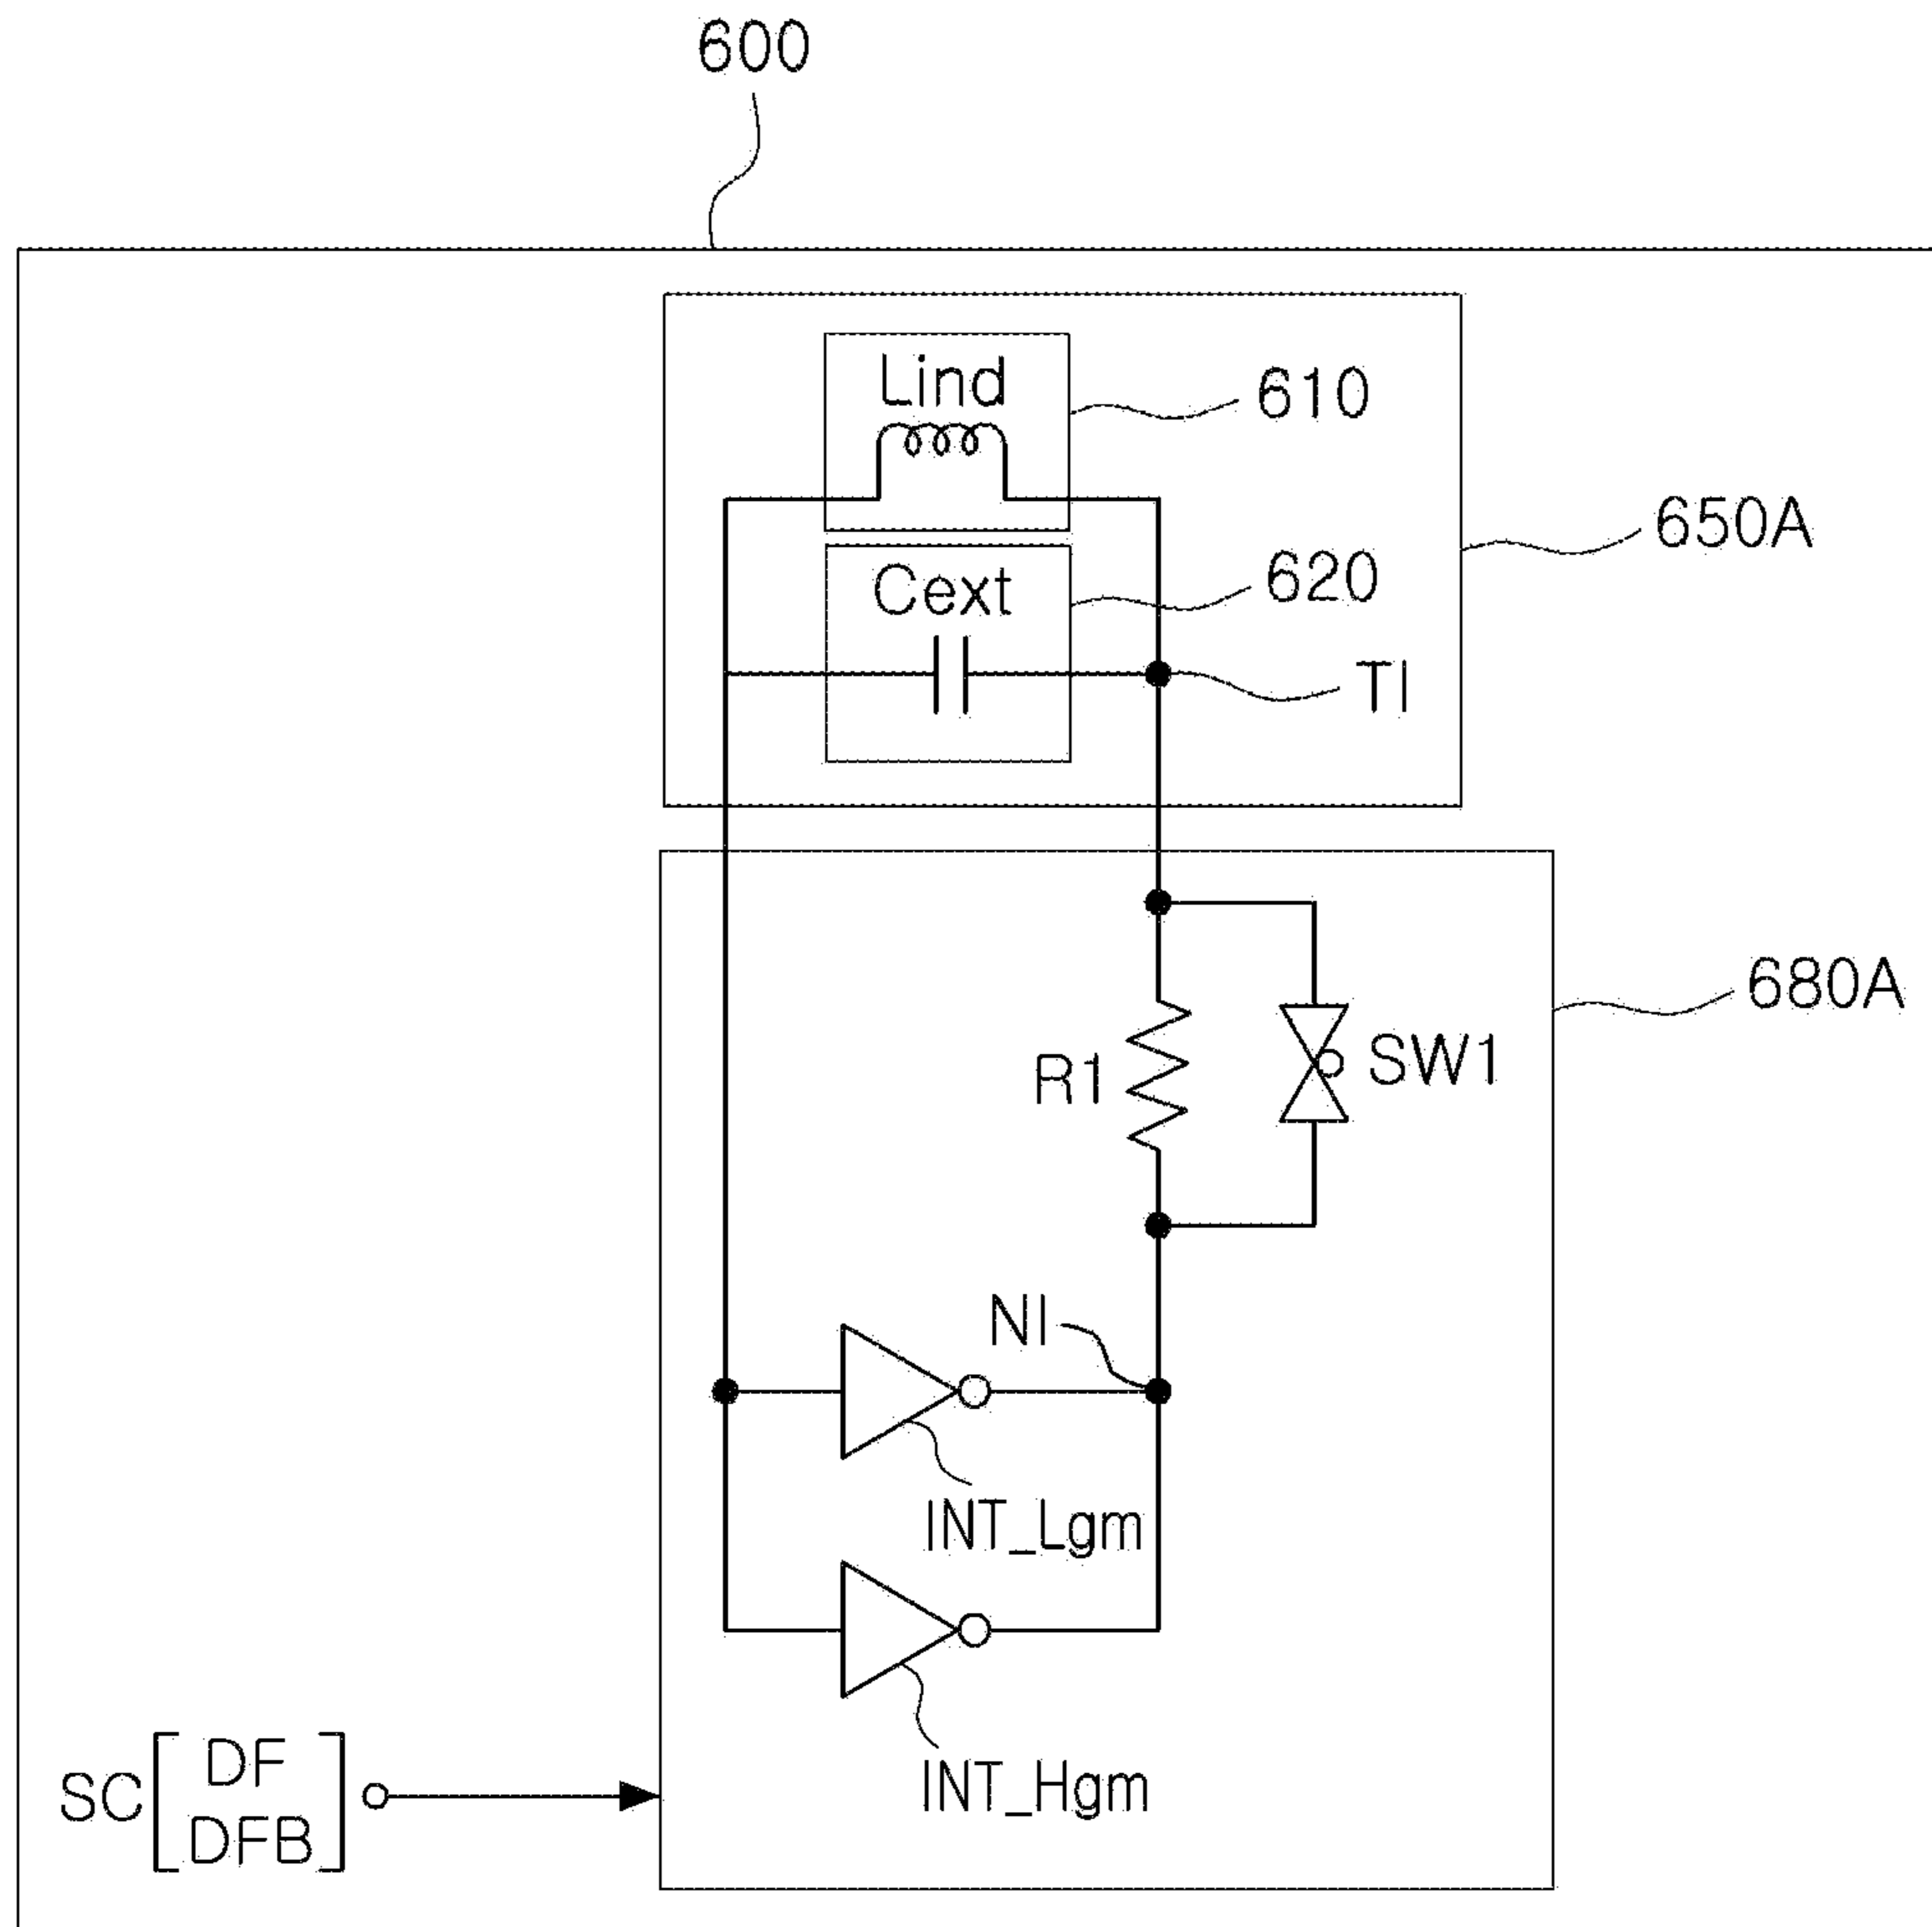 600
Lind
610
650A
Cext
620
TI
680A
R1
SW1
NI
INT_Lgm
INT_Hgm
SC
DF
DFB